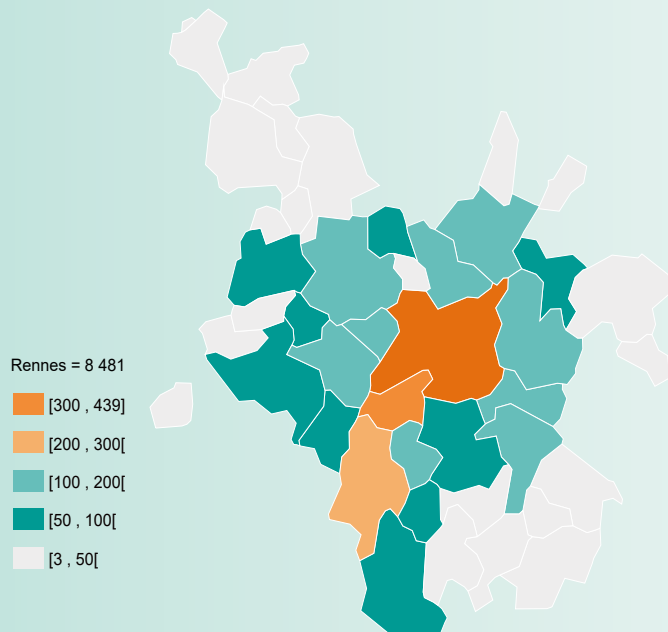 Rennes = 8 481
[300 , 439]
[200 , 300[
[100 , 200[
[50 , 100[
[3 , 50[